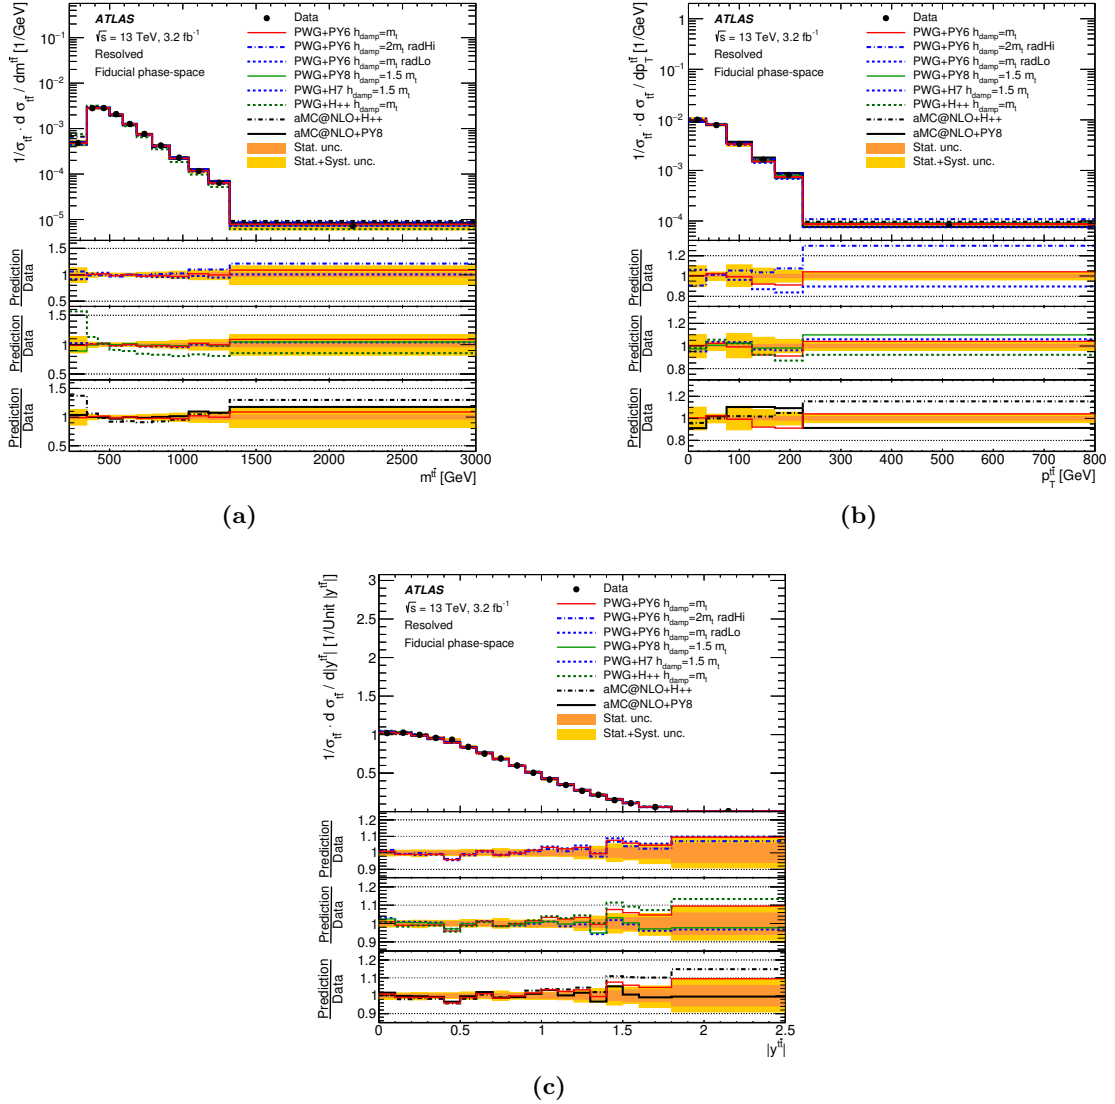 ATLAS
√s = 13 TeV, 3.2 fb⁻¹
Resolved
Fiducial phase-space
Data
PWG+PY6 h_damp=m_t
PWG+PY6 h_damp=2m_t radHi
PWG+PY6 h_damp=m_t radLo
PWG+PY8 h_damp=1.5 m_t
PWG+H7 h_damp=1.5 m_t
PWG+H++ h_damp=m_t
aMC@NLO+H++
aMC@NLO+PY8
Stat. unc.
Stat.+Syst. unc.
1/σ_tt̄ · d σ_tt̄ / dm^tt̄ [1/GeV]
1
10⁻¹
10⁻²
10⁻³
10⁻⁴
10⁻⁵
Prediction
Data
1.5
1
0.5
Prediction
Data
1.5
1
0.5
Prediction
Data
1.5
1
0.5
500 1000 1500 2000 2500 3000
m^tt̄ [GeV]
(a)
ATLAS
√s = 13 TeV, 3.2 fb⁻¹
Resolved
Fiducial phase-space
Data
PWG+PY6 h_damp=m_t
PWG+PY6 h_damp=2m_t radHi
PWG+PY6 h_damp=m_t radLo
PWG+PY8 h_damp=1.5 m_t
PWG+H7 h_damp=1.5 m_t
PWG+H++ h_damp=m_t
aMC@NLO+H++
aMC@NLO+PY8
Stat. unc.
Stat.+Syst. unc.
1/σ_tt̄ · d σ_tt̄ / dp_T^tt̄ [1/GeV]
1
10⁻¹
10⁻²
10⁻³
10⁻⁴
Prediction
Data
1.2
1
0.8
Prediction
Data
1.2
1
0.8
Prediction
Data
1.2
1
0.8
0 100 200 300 400 500 600 700 800
p_T^tt̄ [GeV]
(b)
ATLAS
√s = 13 TeV, 3.2 fb⁻¹
Resolved
Fiducial phase-space
Data
PWG+PY6 h_damp=m_t
PWG+PY6 h_damp=2m_t radHi
PWG+PY6 h_damp=m_t radLo
PWG+PY8 h_damp=1.5 m_t
PWG+H7 h_damp=1.5 m_t
PWG+H++ h_damp=m_t
aMC@NLO+H++
aMC@NLO+PY8
Stat. unc.
Stat.+Syst. unc.
1/σ_tt̄ · d σ_tt̄ / d|y^tt̄| [1/Unit |y^tt̄|]
3
2.5
2
1.5
1
0.5
Prediction
Data
1.2
1.1
1
0.9
Prediction
Data
1.2
1.1
1
0.9
Prediction
Data
1.2
1.1
1
0.9
0 0.5 1 1.5 2 2.5
|y^tt̄|
(c)